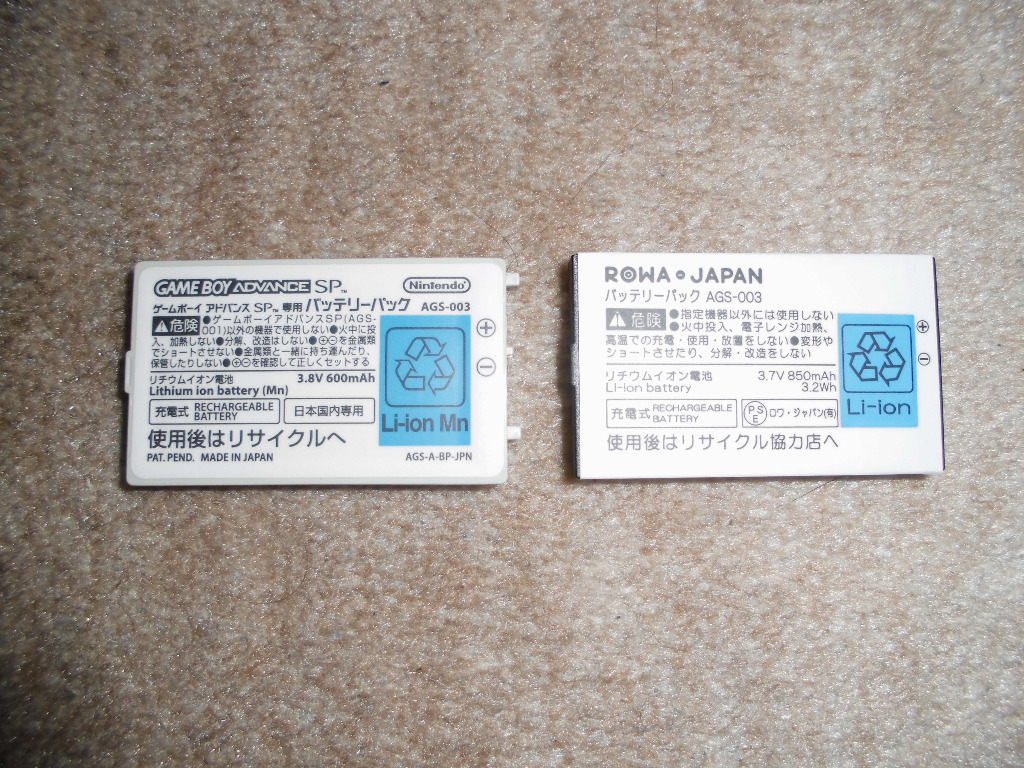 GAME BOY ADVANCE SP™ Nintendo®
ゲームボーイ アドバンス SP™ 専用 バッテリーパック AGS-003
危険 ●ゲームボーイアドバンスSP(AGS-
001)以外の機器で使用しない●火中に投
入、加熱しない●分解、改造はしない●⊕⊖を金属類
でショートさせない●金属類と一緒に持ち運んだり、
保管したりしない●⊕⊖を確認して正しくセットする
リチウムイオン電池 3.8V 600mAh
Lithium ion battery (Mn)
充電式 RECHARGEABLE BATTERY
日本国内専用
使用後はリサイクルへ
PAT. PEND. MADE IN JAPAN
Li-ion Mn
AGS-A-BP-JPN
⊕
⊖
ROWA・JAPAN
バッテリーパック AGS-003
危険 ●指定機器以外には使用しない
●火中投入、電子レンジ加熱、
高温での充電・使用・放置をしない●変形や
ショートさせたり、分解・改造をしない
リチウムイオン電池 3.7V 850mAh
Li-ion battery 3.2Wh
充電式 RECHARGEABLE BATTERY
PSE ロワ・ジャパン(有)
使用後はリサイクル協力店へ
Li-ion
⊕
⊖